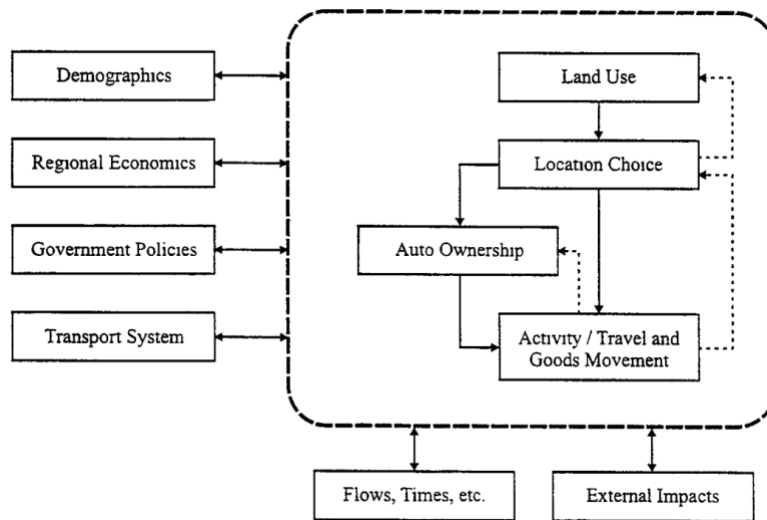 Demographics
Land Use
Regional Economics
Location Choice
Government Policies
Auto Ownership
Transport System
Activity / Travel and
Goods Movement
Flows, Times, etc.
External Impacts